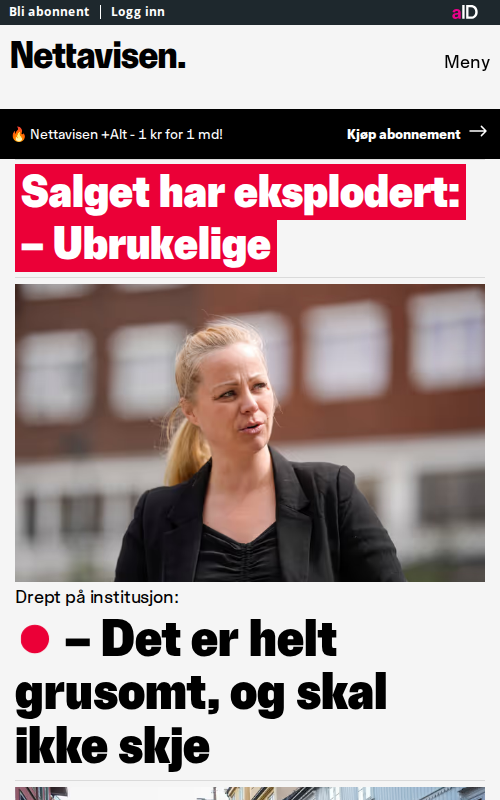 Bli abonnent | Logg inn
aID
Nettavisen.
Meny
🔥 Nettavisen +Alt - 1 kr for 1 md!
Kjøp abonnement →
Salget har eksplodert:
– Ubrukelige
Drept på institusjon:
– Det er helt
grusomt, og skal
ikke skje